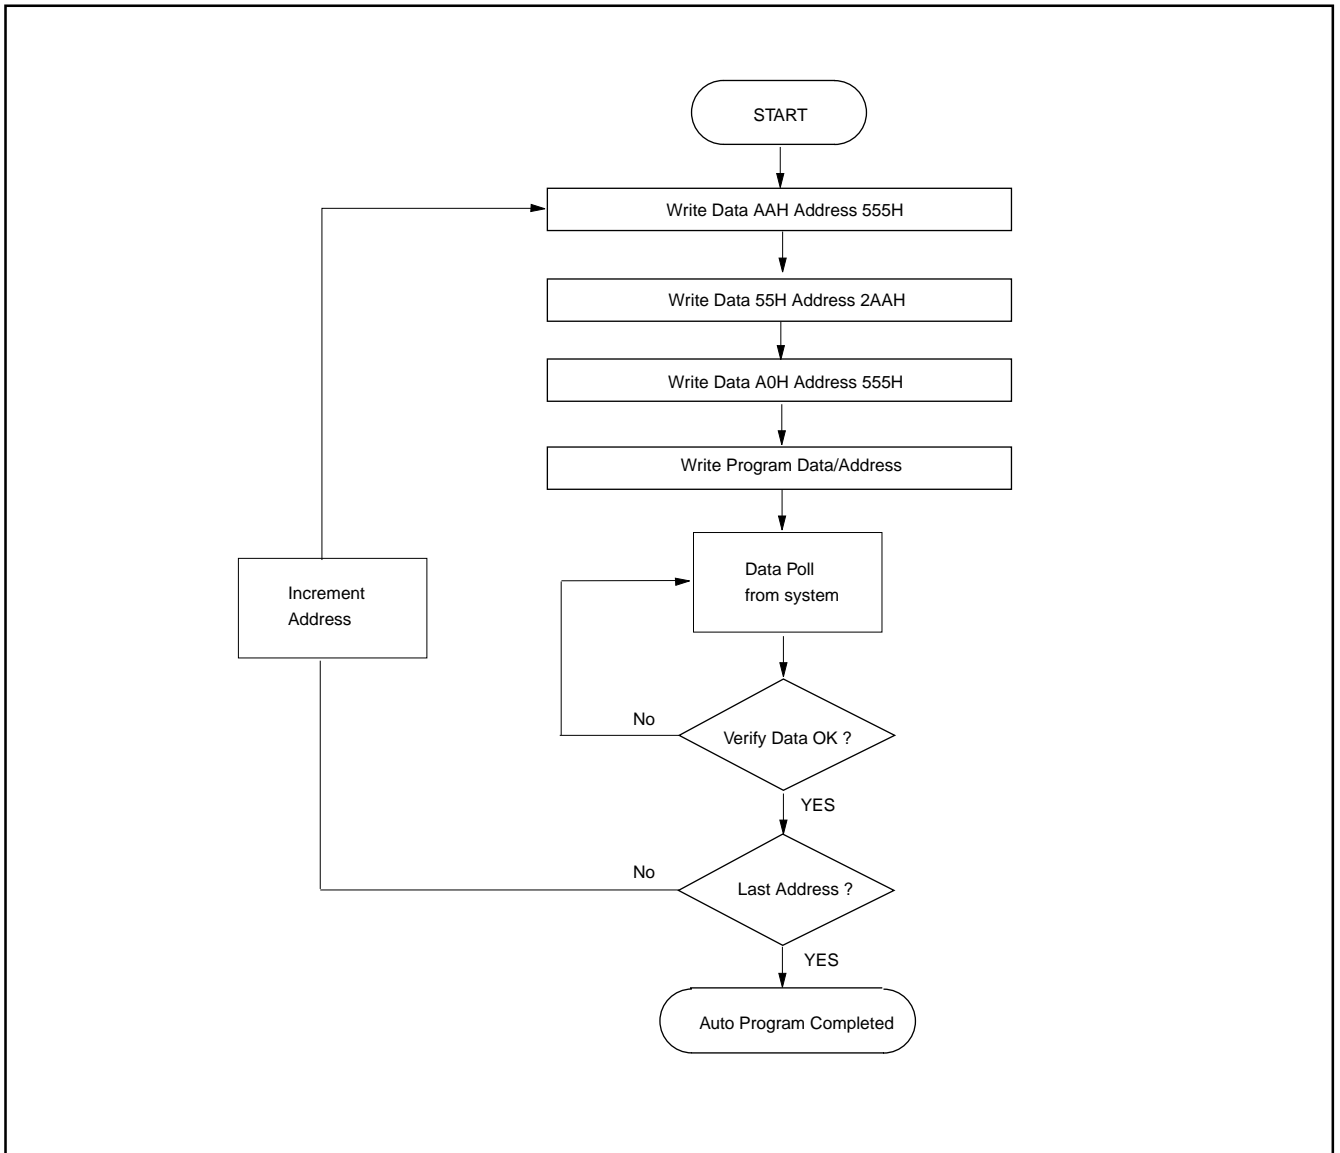 START
Write Data AAH Address 555H
Write Data 55H Address 2AAH
Write Data A0H Address 555H
Write Program Data/Address
Data Poll
from system
Increment
Address
No
Verify Data OK ?
YES
No
Last Address ?
YES
Auto Program Completed